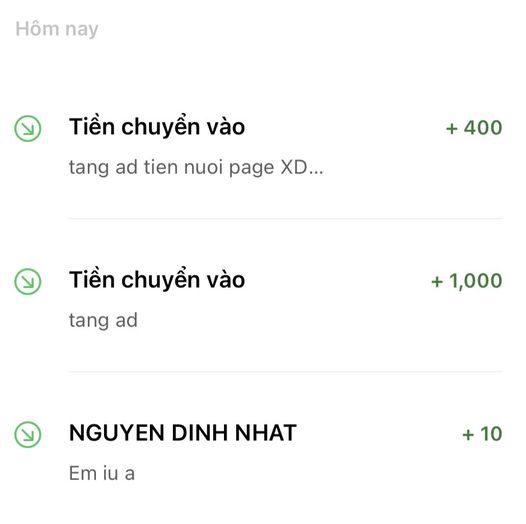 Hôm nay
Tiền chuyển vào
+ 400
tang ad tien nuoi page XD...
Tiền chuyển vào
+ 1,000
tang ad
NGUYEN DINH NHAT
+ 10
Em iu a